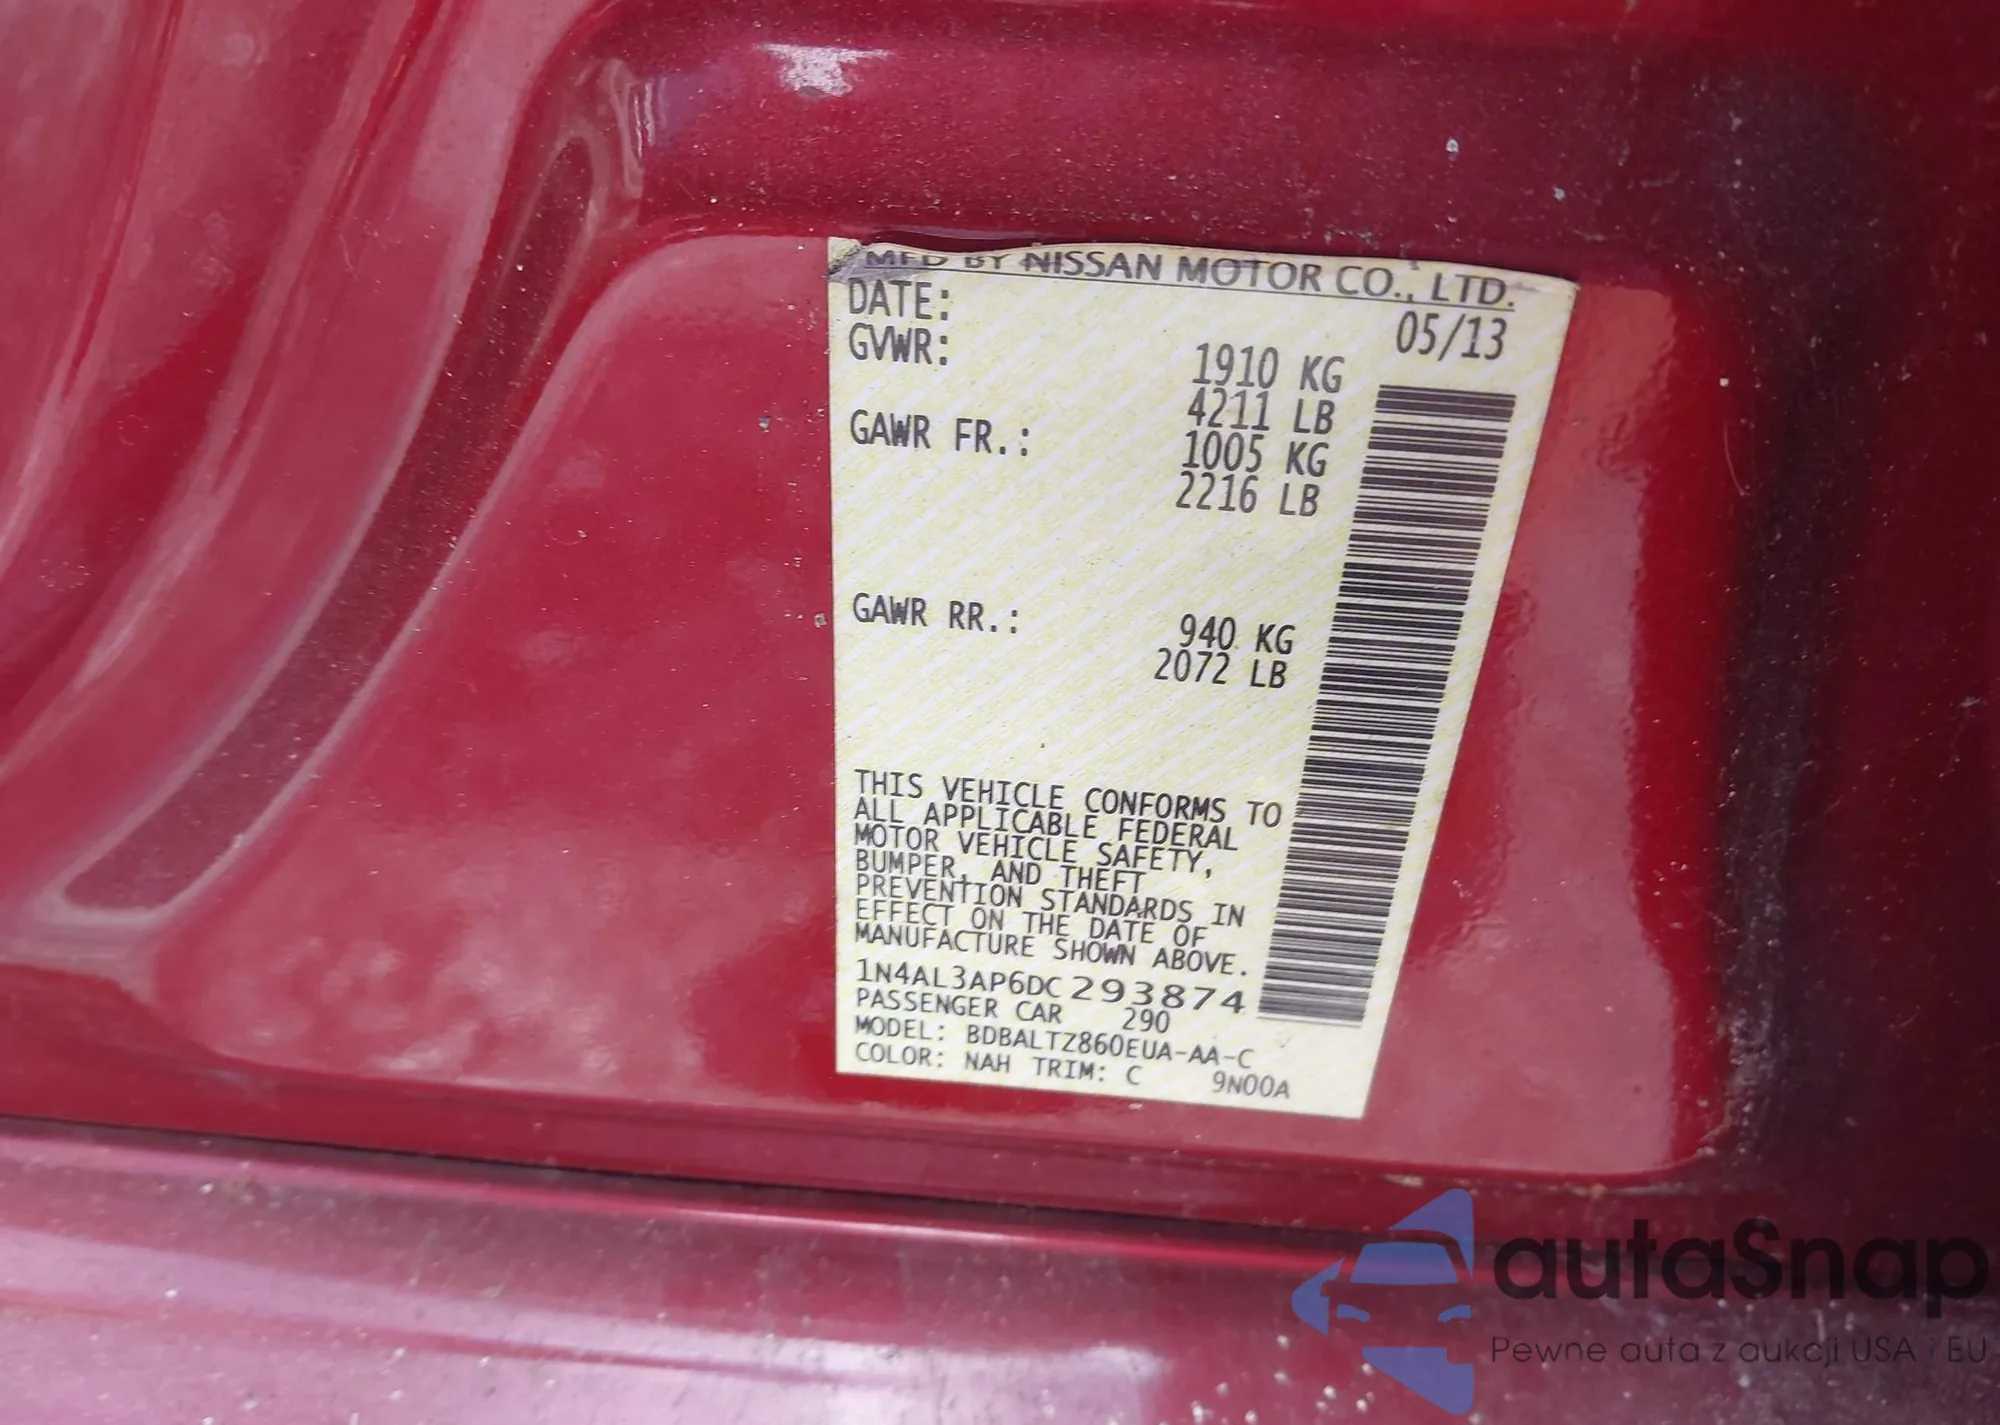 MFD BY NISSAN MOTOR CO., LTD.
DATE: 05/13
GVWR: 1910 KG
4211 LB
GAWR FR.: 1005 KG
2216 LB
GAWR RR.: 940 KG
2072 LB
THIS VEHICLE CONFORMS TO
ALL APPLICABLE FEDERAL
MOTOR VEHICLE SAFETY,
BUMPER, AND THEFT
PREVENTION STANDARDS IN
EFFECT ON THE DATE OF
MANUFACTURE SHOWN ABOVE.
1N4AL3AP6DC293874
PASSENGER CAR 290
MODEL: BDBALTZ860EUA-AA-C
COLOR: NAH TRIM: C 9N00A
autaSnap
Pewne auta z aukcji USA i EU